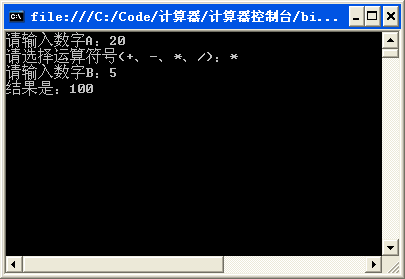 file:///C:/Code/计算器/计算器控制台/bi...
请输入数字A：20
请选择运算符号(+、-、*、/)：*
请输入数字B：5
结果是：100